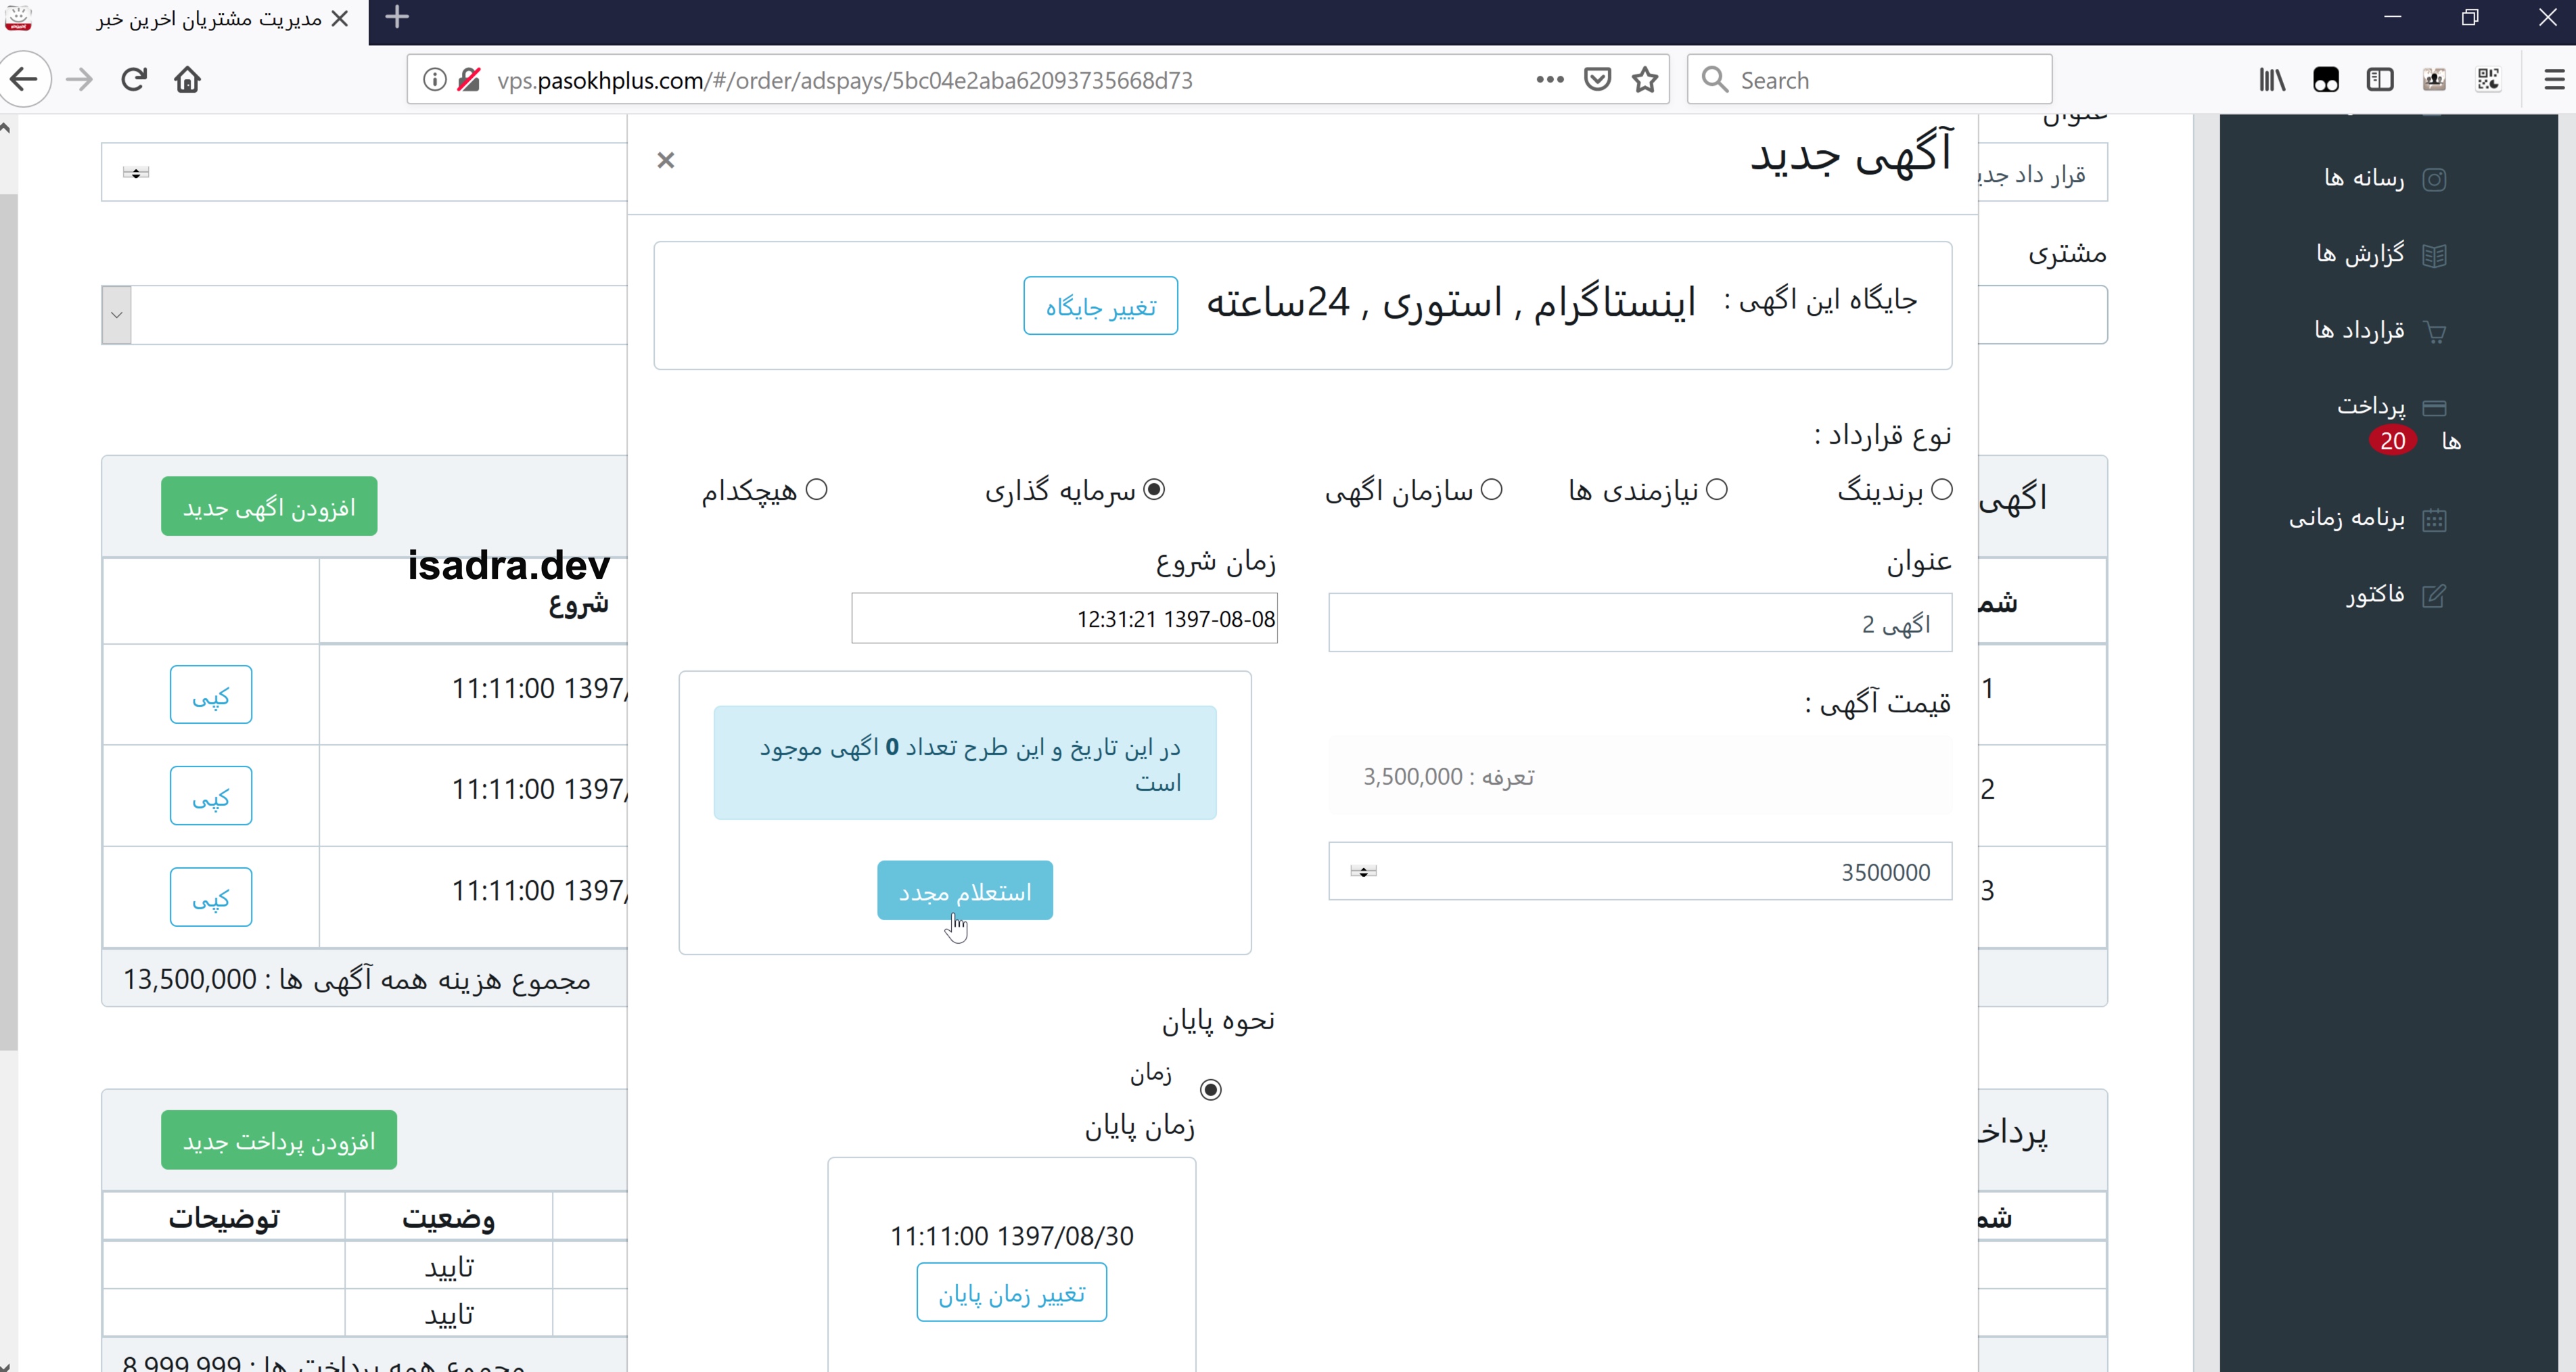 مدیریت مشتریان اخرین خبر
vps.pasokhplus.com/#/order/adspays/5bc04e2aba62093735668d73
Search
آگهی جدید
جایگاه این اگهی : اینستاگرام , استوری , 24ساعته
تغییر جایگاه
نوع قرارداد :
برندینگ
نیازمندی ها
سازمان اگهی
سرمایه گذاری
هیچکدام
عنوان
اگهی 2
زمان شروع
12:31:21 1397-08-08
قیمت آگهی :
تعرفه : 3,500,000
3500000
در این تاریخ و این طرح تعداد 0 اگهی موجود
است
استعلام مجدد
نحوه پایان
زمان
زمان پایان
11:11:00 1397/08/30
تغییر زمان پایان
رسانه ها
گزارش ها
قرارداد ها
پرداخت
ها 20
برنامه زمانی
فاکتور
عنوان
قرار داد جدی
مشتری
اگهی
افزودن اگهی جدید
isadra.dev
شم
شروع
1
11:11:00 1397/
کپی
2
11:11:00 1397/
کپی
3
11:11:00 1397/
کپی
مجموع هزینه همه آگهی ها : 13,500,000
پرداخ
افزودن پرداخت جدید
شم
وضعیت
توضیحات
تایید
تایید
مجموع همه پرداخت ها : 8,999,999